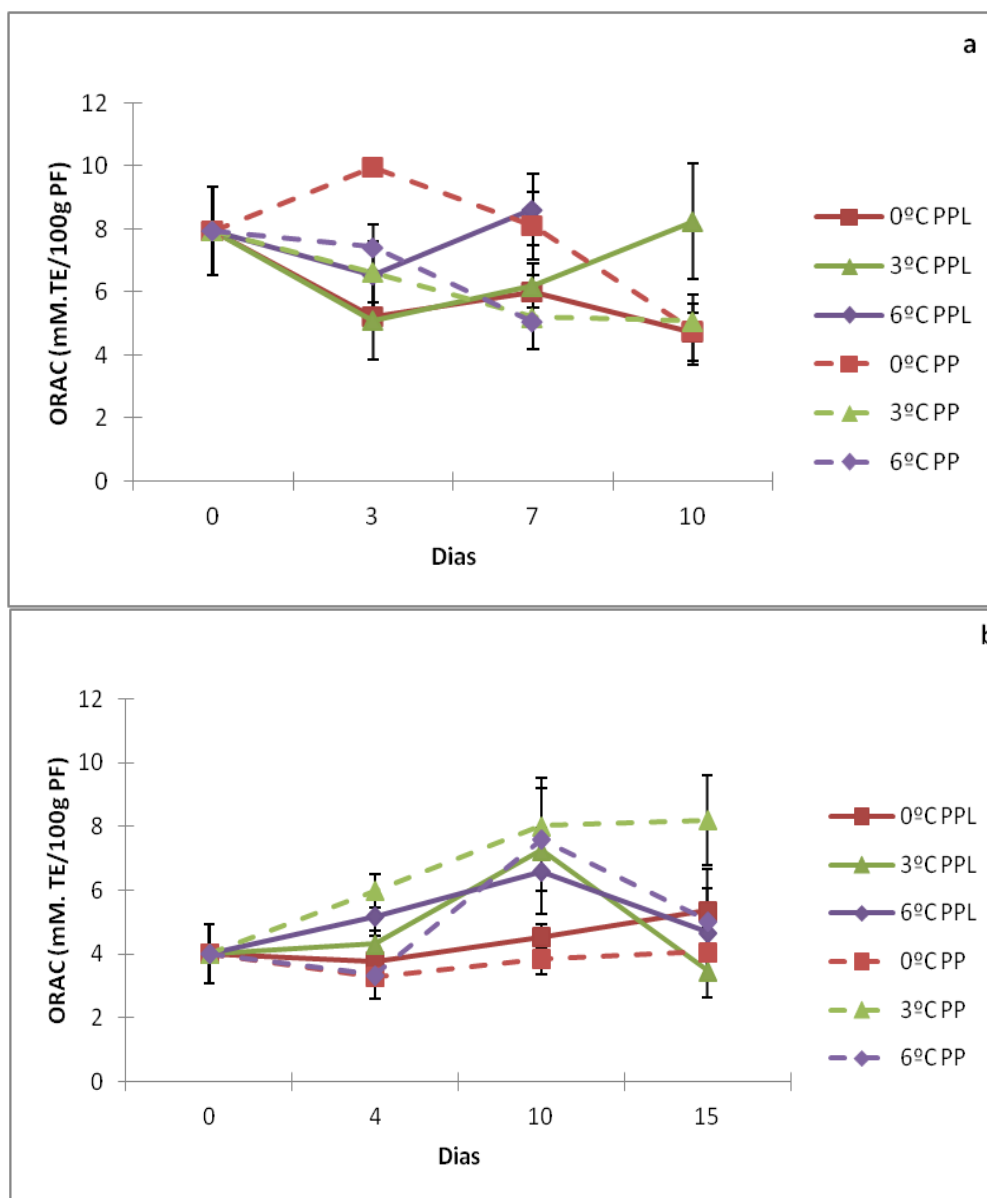 a
12
10
8
6
4
2
0
ORAC (mM.TE/100g PF)
0 3 7 10
Dias
0ºC PPL
3ºC PPL
6ºC PPL
0ºC PP
3ºC PP
6ºC PP
b
12
10
8
6
4
2
0
ORAC (mM. TE/100g PF)
0 4 10 15
Dias
0ºC PPL
3ºC PPL
6ºC PPL
0ºC PP
3ºC PP
6ºC PP